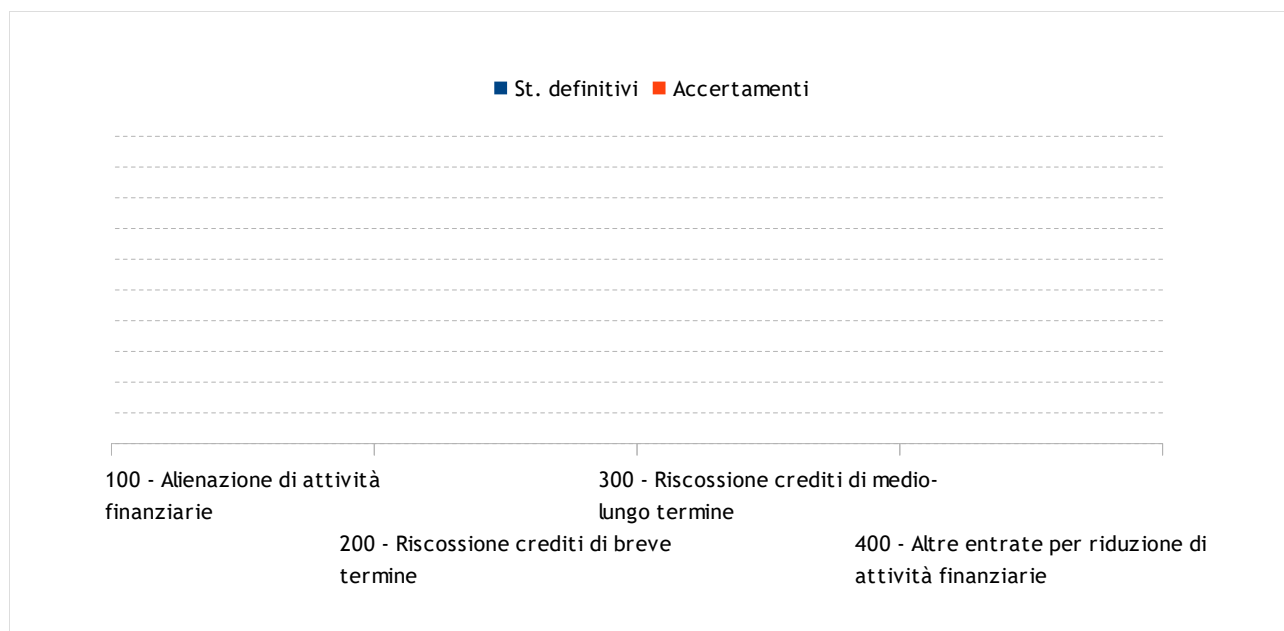 St. definitivi Accertamenti
100 - Alienazione di attività
finanziarie
200 - Riscossione crediti di breve
termine
300 - Riscossione crediti di medio-
lungo termine
400 - Altre entrate per riduzione di
attività finanziarie